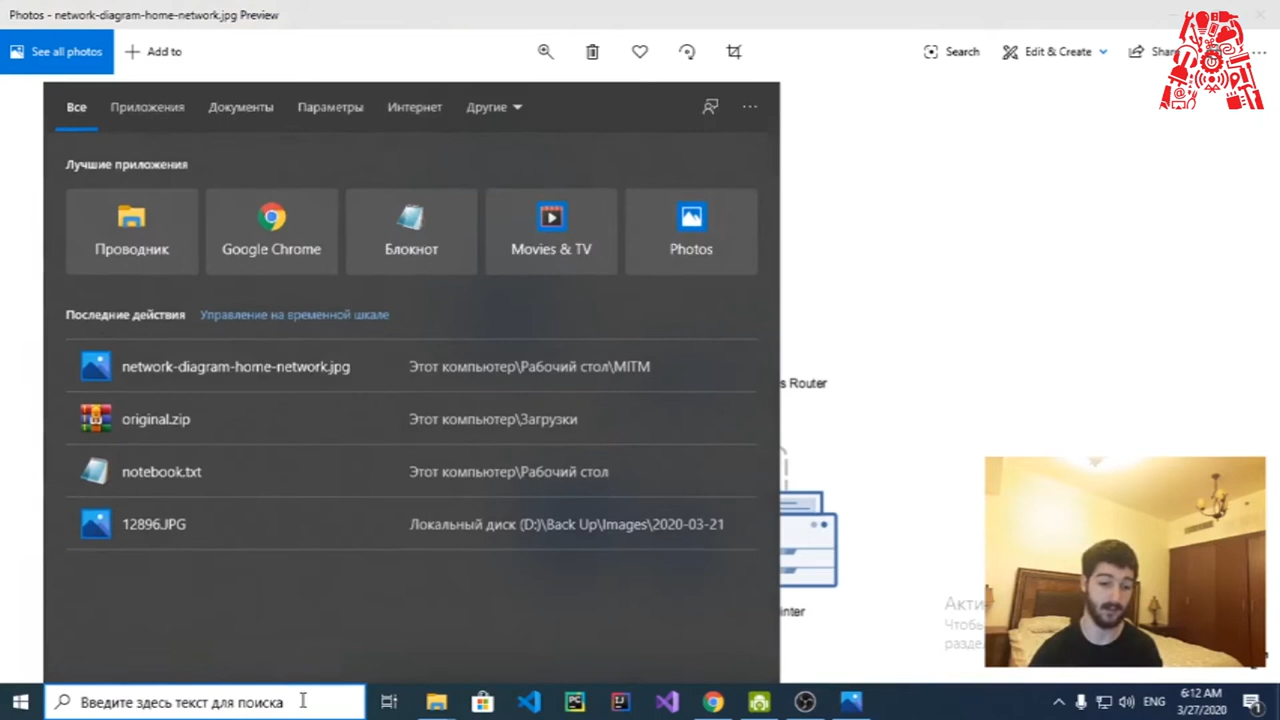 Photos - network-diagram-home-network.jpg Preview
See all photos
Add to
Search
Edit & Create
Все Приложения Документы Параметры Интернет Другие
Лучшие приложения
Проводник Google Chrome Блокнот Movies & TV Photos
Последние действия Управление на временной шкале
network-diagram-home-network.jpg Этот компьютер\Рабочий стол\MITM
original.zip Этот компьютер\Загрузки
notebook.txt Этот компьютер\Рабочий стол
12896.JPG Локальный диск (D:)\Back Up\Images\2020-03-21
Router
Введите здесь текст для поиска
ENG
6:12 AM
3/27/2020